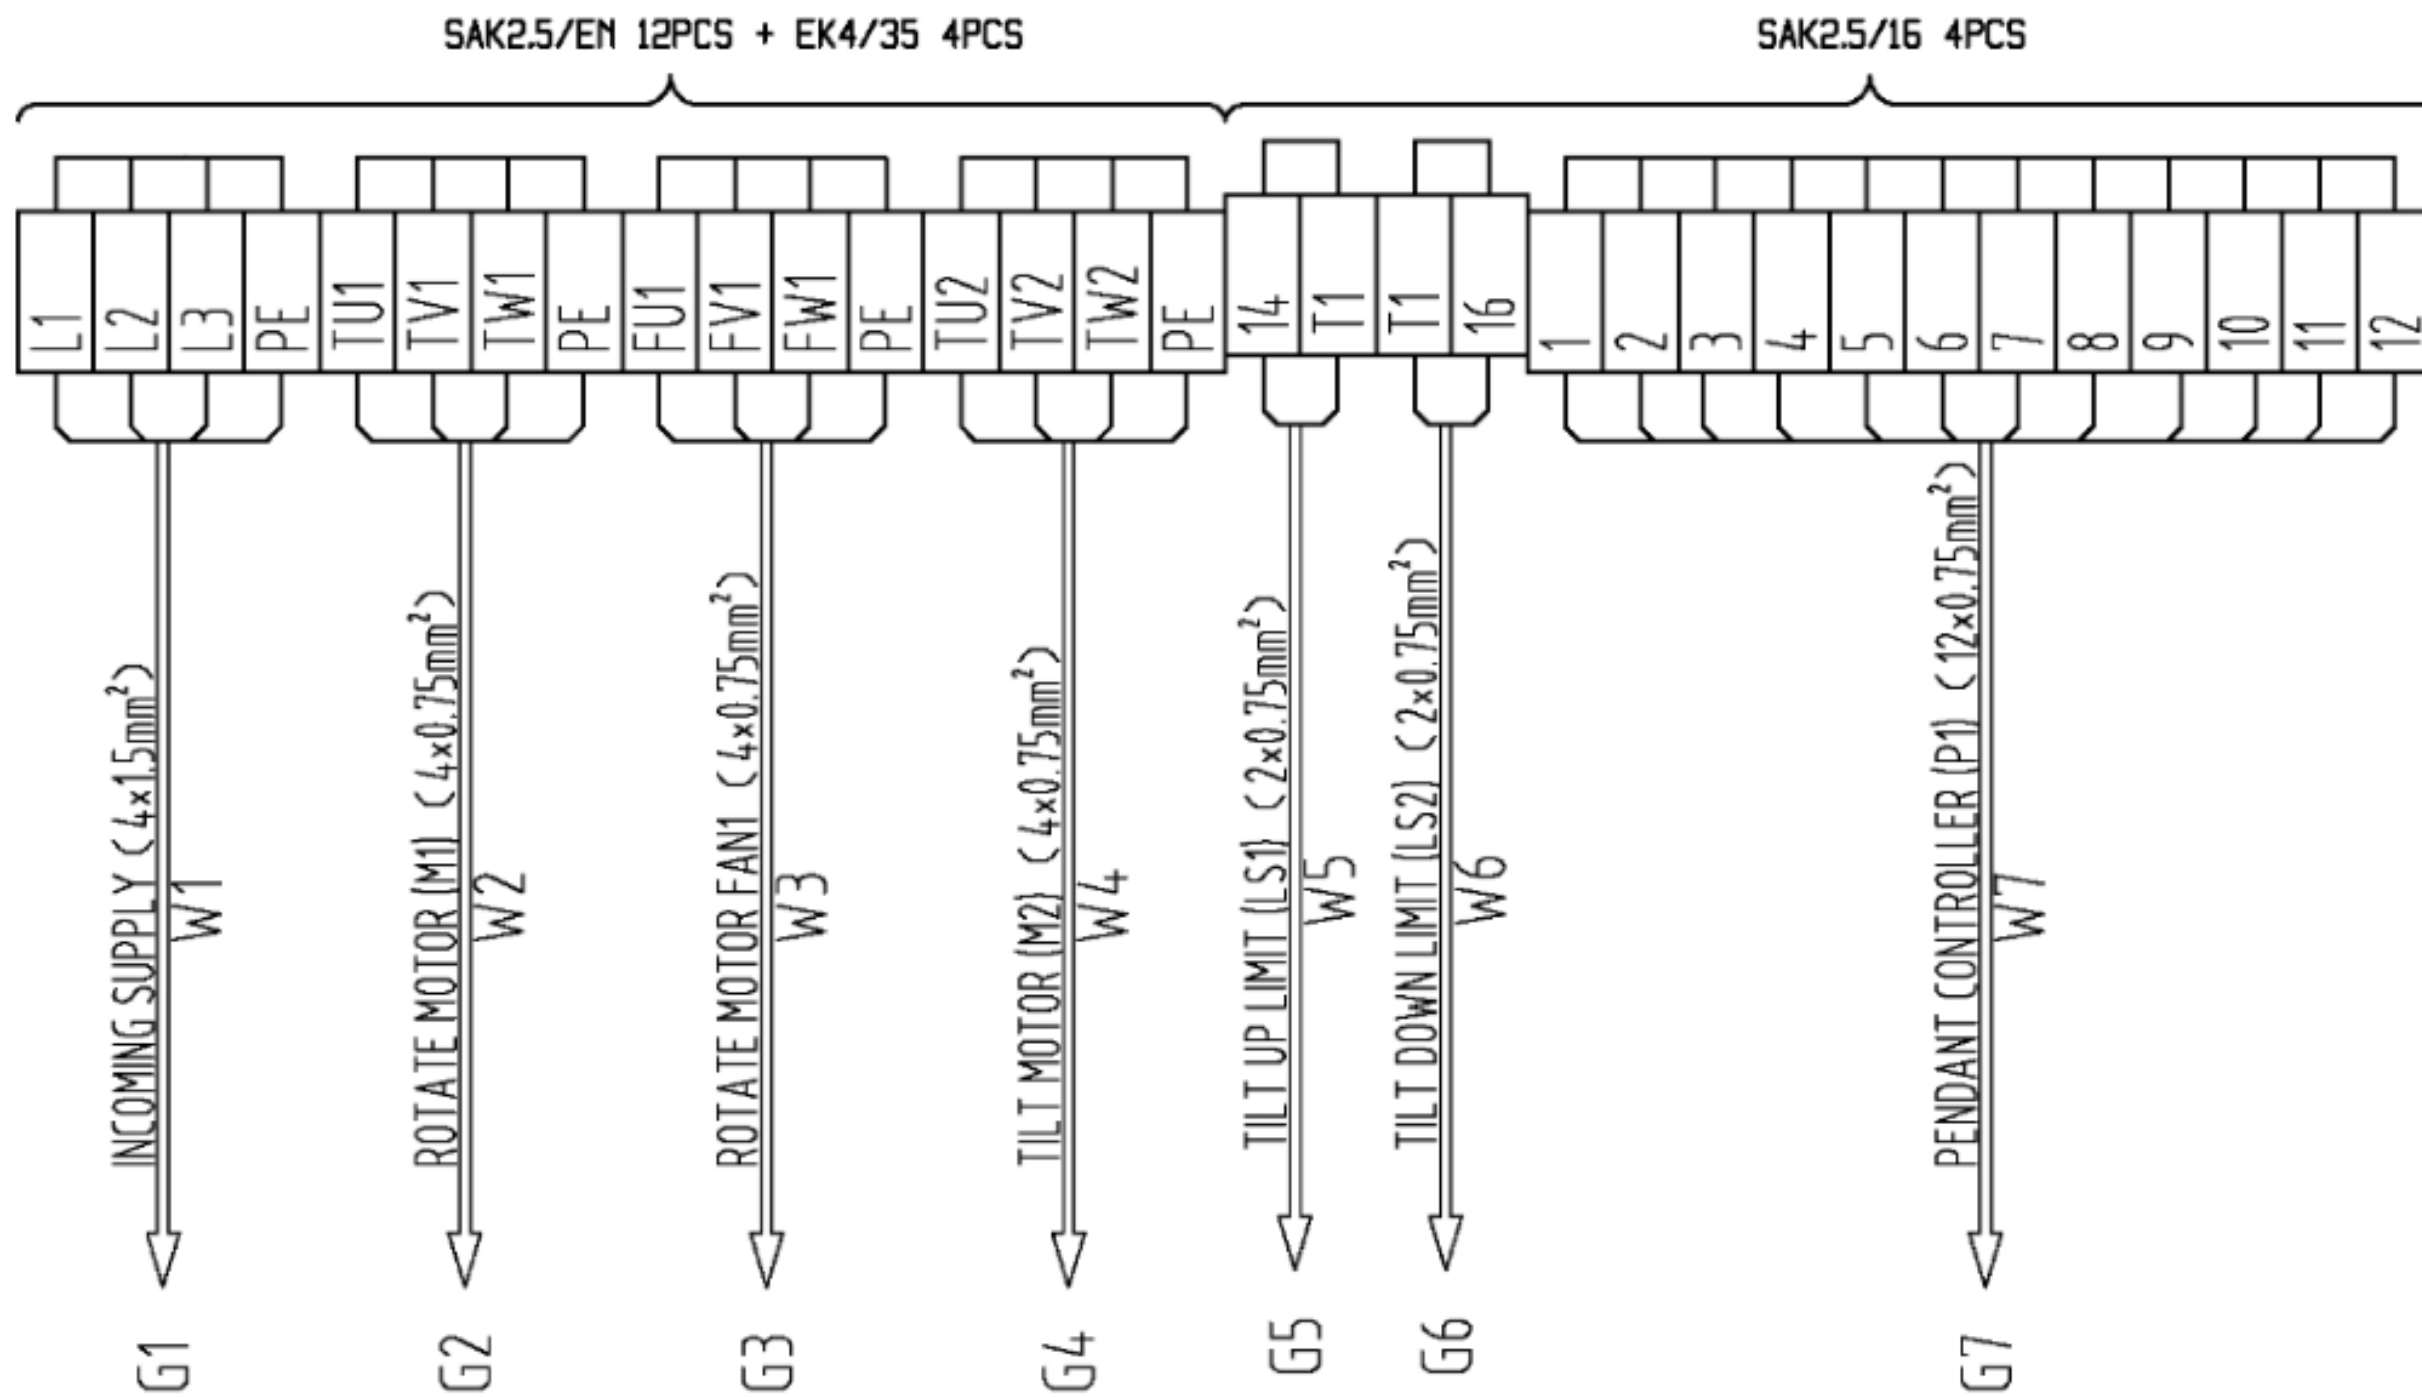 SAK2.5/EN 12PCS + EK4/35 4PCS
SAK2.5/16 4PCS
L1
L2
L3
PE
TU1
TV1
TW1
PE
FU1
FV1
FW1
PE
TU2
TV2
TW2
PE
14
T1
T1
16
1
2
3
4
5
6
7
8
9
10
11
12
INCOMING SUPPLY (4x1.5mm²)
W1
ROTATE MOTOR (M1) (4x0.75mm²)
W2
ROTATE MOTOR FAN1 (4x0.75mm²)
W3
TILT MOTOR (M2) (4x0.75mm²)
W4
TILT UP LIMIT (LS1) (2x0.75mm²)
W5
TILT DOWN LIMIT (LS2) (2x0.75mm²)
W6
PENDANT CONTROLLER (P1) (12x0.75mm²)
W7
G1
G2
G3
G4
G5
G6
G7